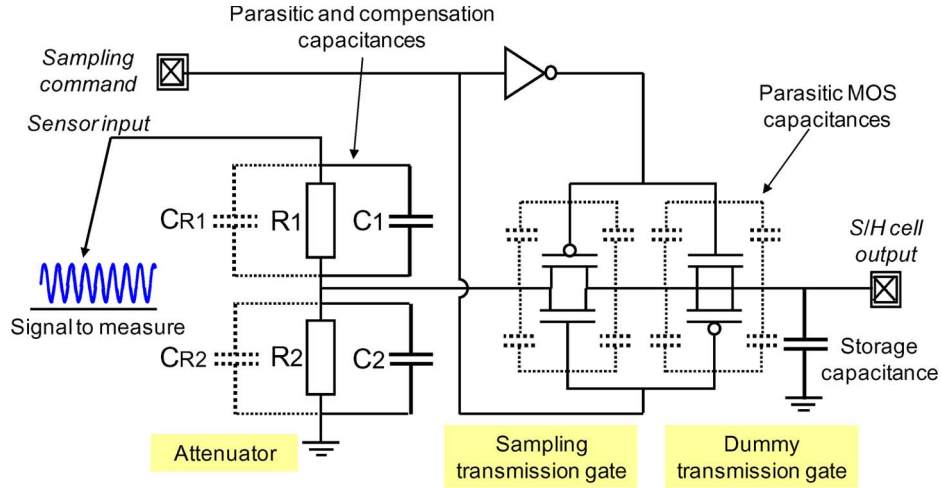 Parasitic and compensation
capacitances
Sampling
command
Sensor input
Parasitic MOS
capacitances
CR1
R1
C1
S/H cell
output
Signal to measure
CR2
R2
C2
Storage
capacitance
Attenuator
Sampling
transmission gate
Dummy
transmission gate